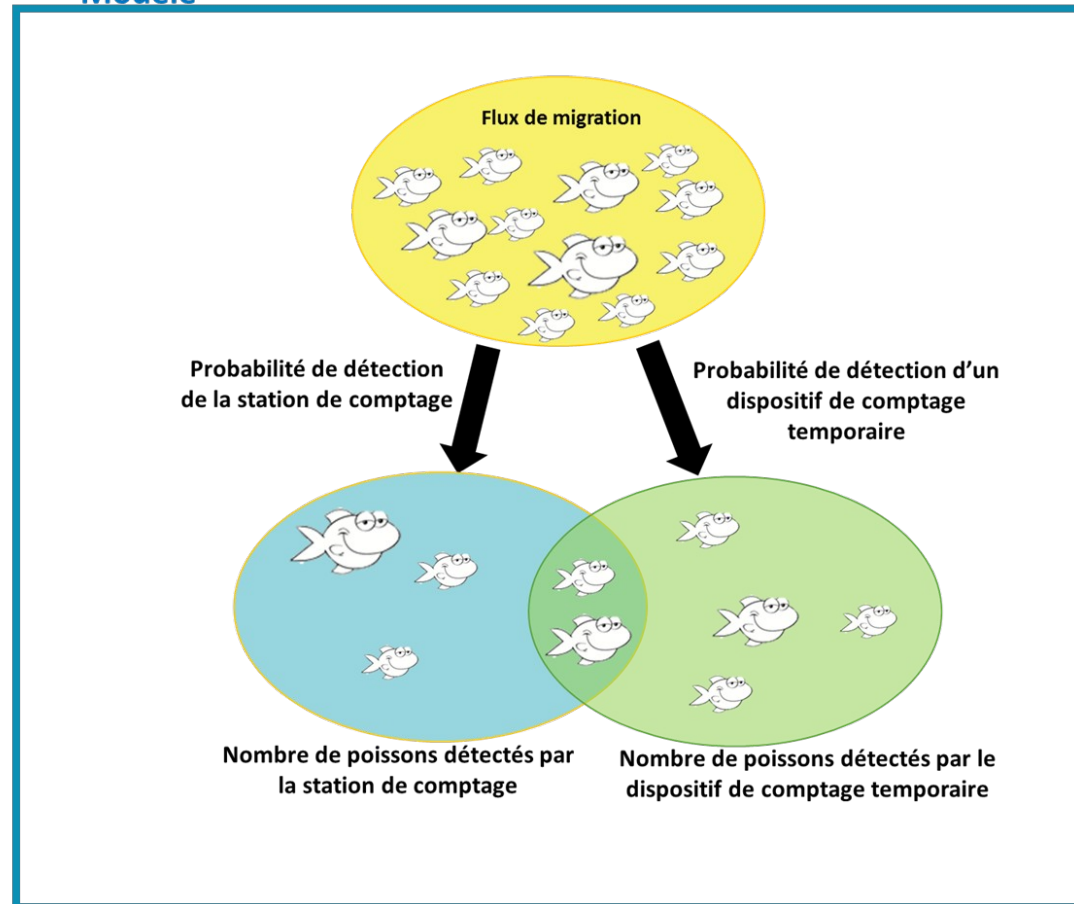 Modèle
Flux de migration
Probabilité de détection
de la station de comptage
Probabilité de détection d’un
dispositif de comptage
temporaire
Nombre de poissons détectés par
la station de comptage
Nombre de poissons détectés par le
dispositif de comptage temporaire